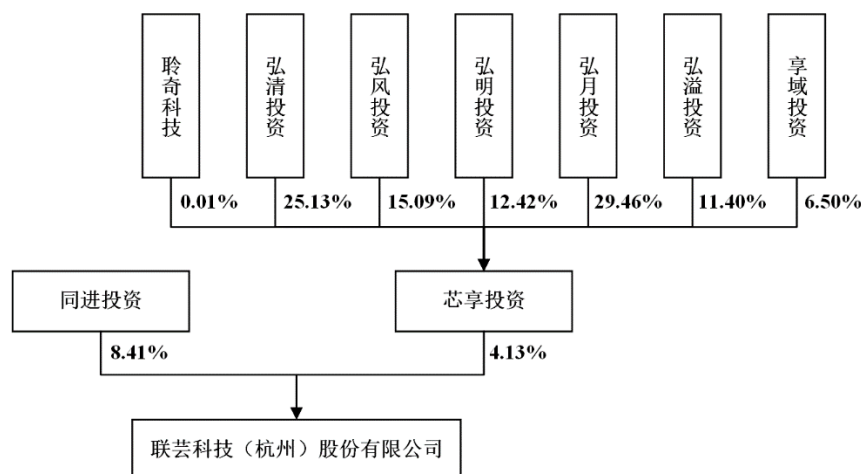 聆奇科技
弘清投资
弘风投资
弘明投资
弘月投资
弘溢投资
享域投资
0.01%
25.13%
15.09%
12.42%
29.46%
11.40%
6.50%
同进投资
芯享投资
8.41%
4.13%
联芸科技（杭州）股份有限公司